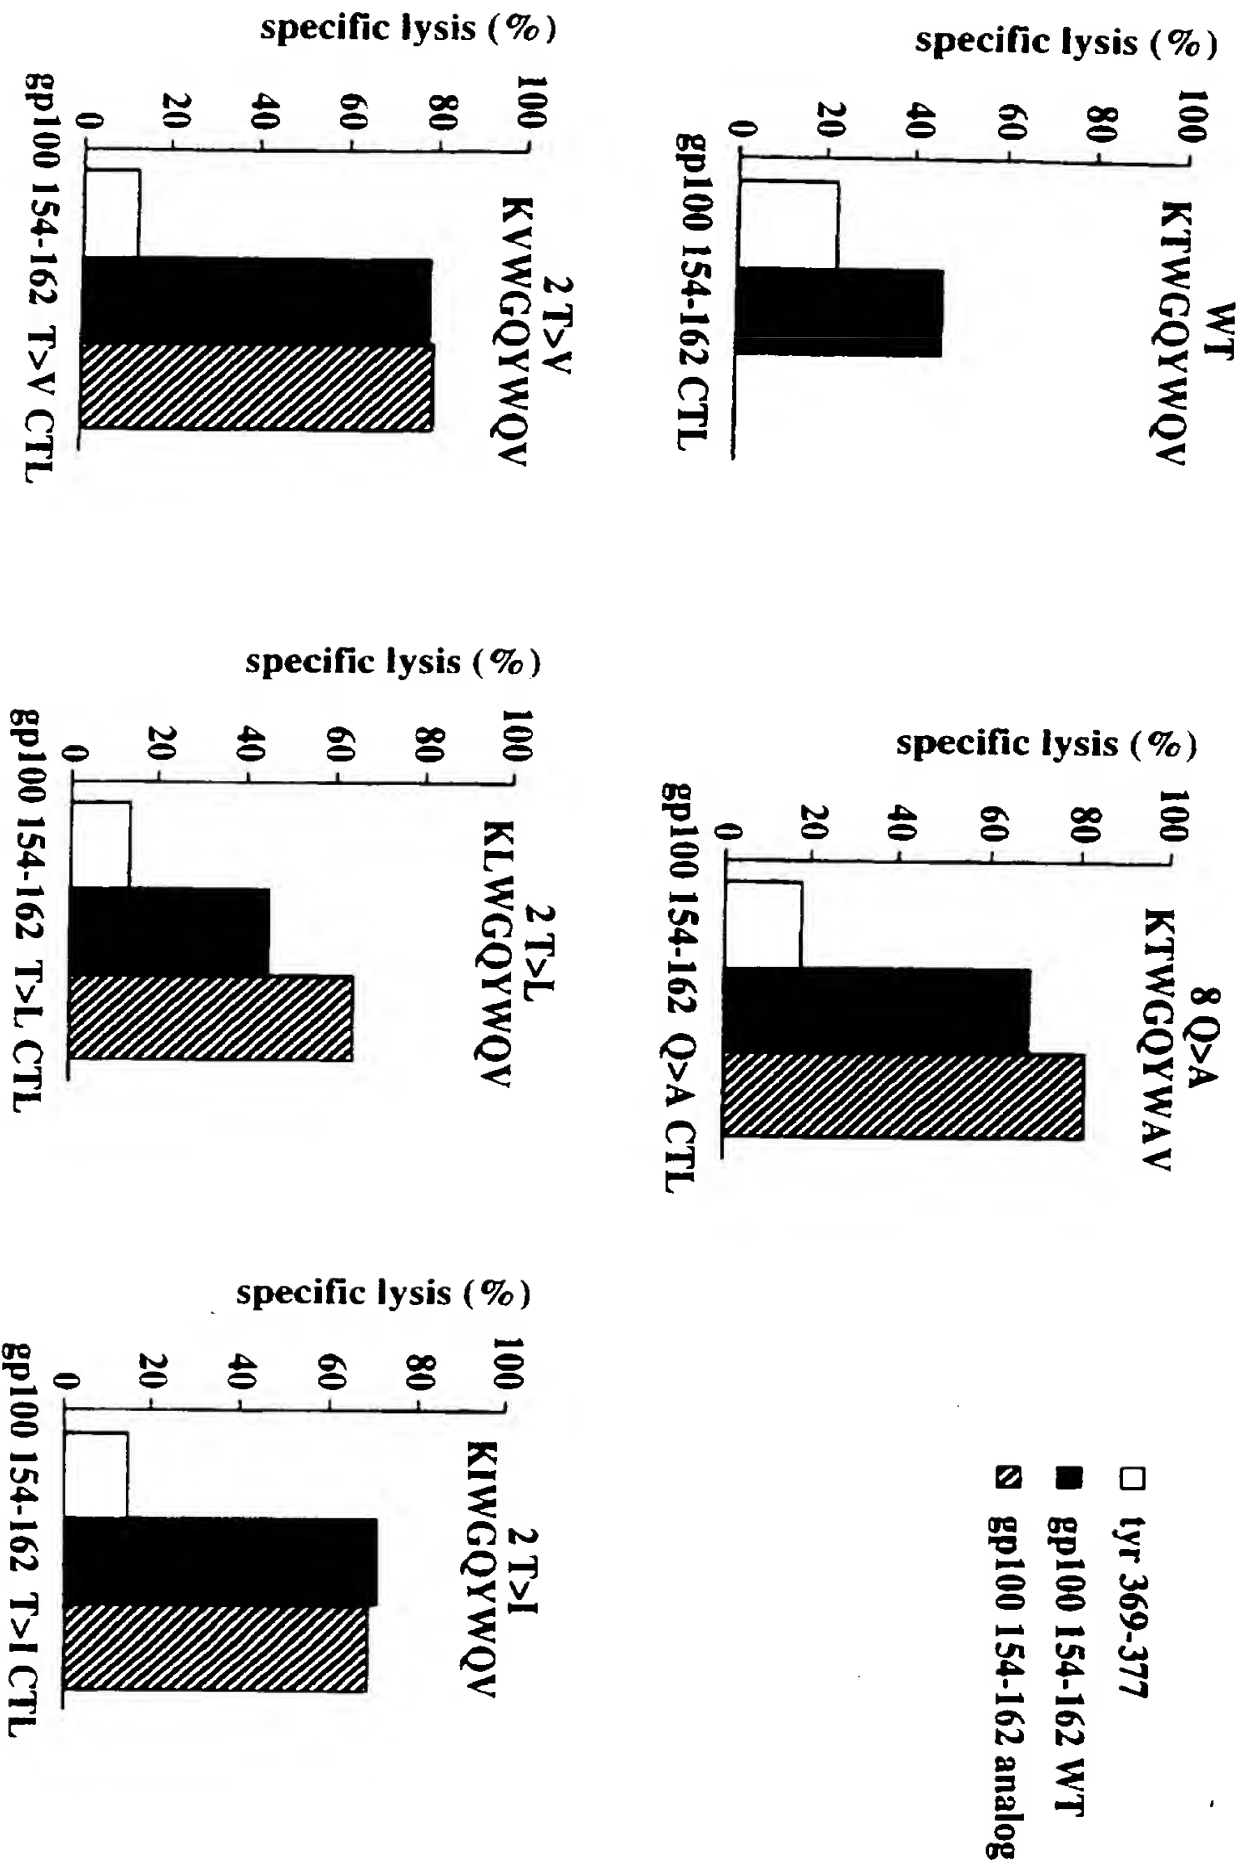 WT
KTWGQYWQV
specific lysis (%)
100
80
60
40
20
0
gp100 154-162 CTL
8 Q>A
KTWGQYWAV
specific lysis (%)
100
80
60
40
20
0
gp100 154-162 Q>A CTL
tyr 369-377
gp100 154-162 WT
gp100 154-162 analog
2 T>V
KVWGQYWQV
specific lysis (%)
100
80
60
40
20
0
gp100 154-162 T>V CTL
2 T>L
KLWGQYWQV
specific lysis (%)
100
80
60
40
20
0
gp100 154-162 T>L CTL
2 T>I
KIWGQYWQV
specific lysis (%)
100
80
60
40
20
0
gp100 154-162 T>I CTL